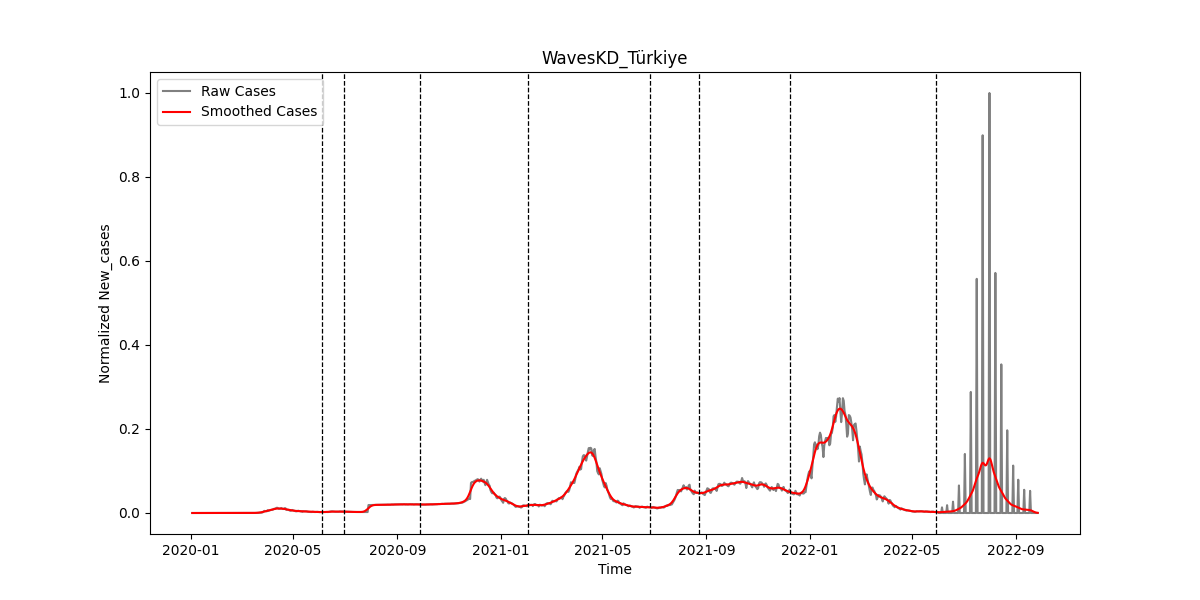 WavesKD_Türkiye
Raw Cases
Smoothed Cases
Normalized New_cases
1.0
0.8
0.6
0.4
0.2
0.0
2020-01 2020-05 2020-09 2021-01 2021-05 2021-09 2022-01 2022-05 2022-09
Time